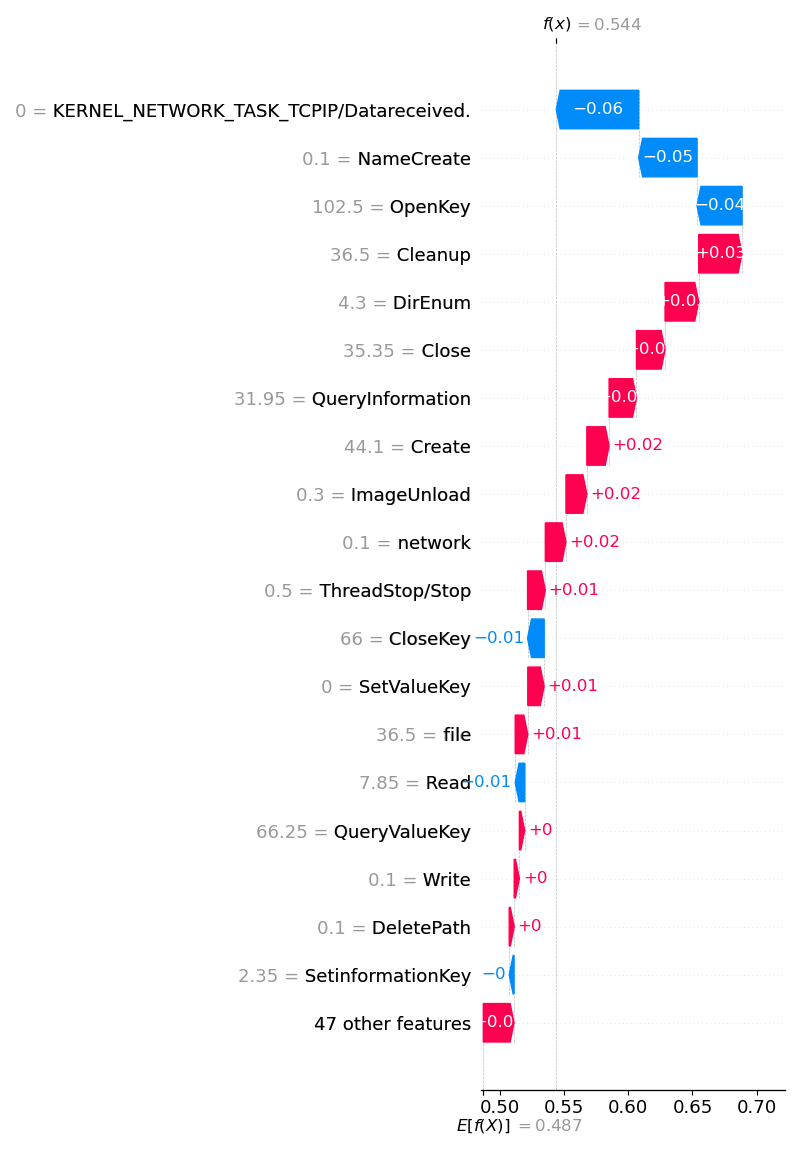 f(x) = 0.544
0 = KERNEL_NETWORK_TASK_TCPIP/Datareceived. −0.06
0.1 = NameCreate −0.05
102.5 = OpenKey −0.04
36.5 = Cleanup +0.03
4.3 = DirEnum
35.35 = Close
31.95 = QueryInformation
44.1 = Create +0.02
0.3 = ImageUnload +0.02
0.1 = network +0.02
0.5 = ThreadStop/Stop +0.01
66 = CloseKey −0.01
0 = SetValueKey +0.01
36.5 = file +0.01
7.85 = Read −0.01
66.25 = QueryValueKey +0
0.1 = Write +0
0.1 = DeletePath +0
2.35 = SetinformationKey −0
47 other features
0.50 0.55 0.60 0.65 0.70
E[f(X)] = 0.487